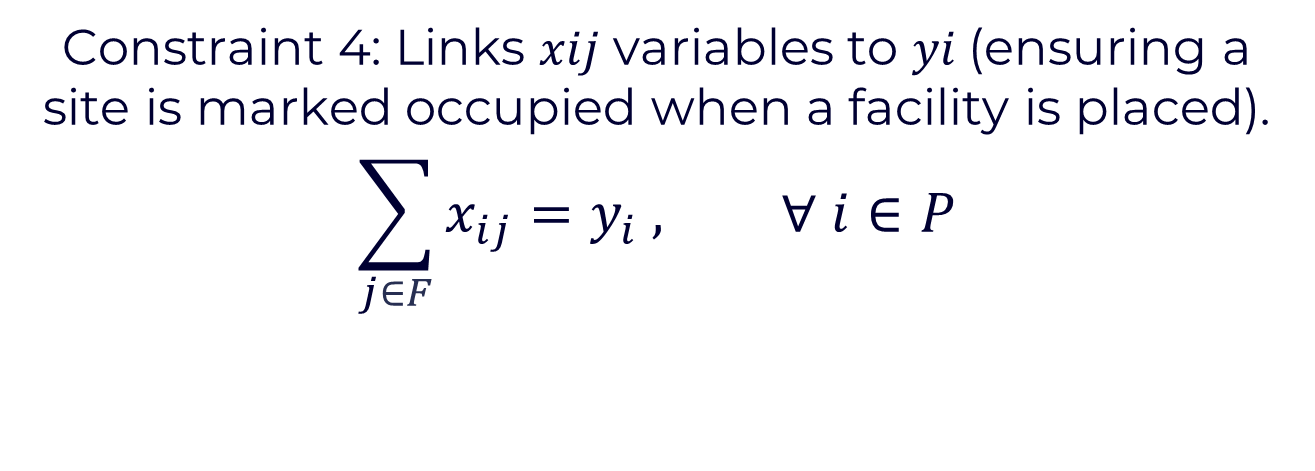 Constraint 4: Links xij variables to yi (ensuring a
site is marked occupied when a facility is placed).
∑ xij = yi , ∀ i ∈ P
j∈F